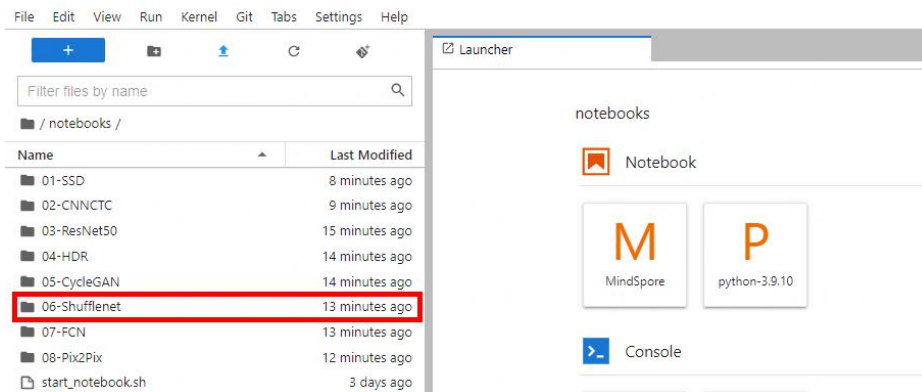 File Edit View Run Kernel Git Tabs Settings Help
+
Launcher
Filter files by name
/ notebooks /
Name Last Modified
01-SSD 8 minutes ago
02-CNNCTC 9 minutes ago
03-ResNet50 15 minutes ago
04-HDR 14 minutes ago
05-CycleGAN 14 minutes ago
06-Shufflenet 13 minutes ago
07-FCN 13 minutes ago
08-Pix2Pix 12 minutes ago
start_notebook.sh 3 days ago
notebooks
Notebook
M P
MindSpore python-3.9.10
Console